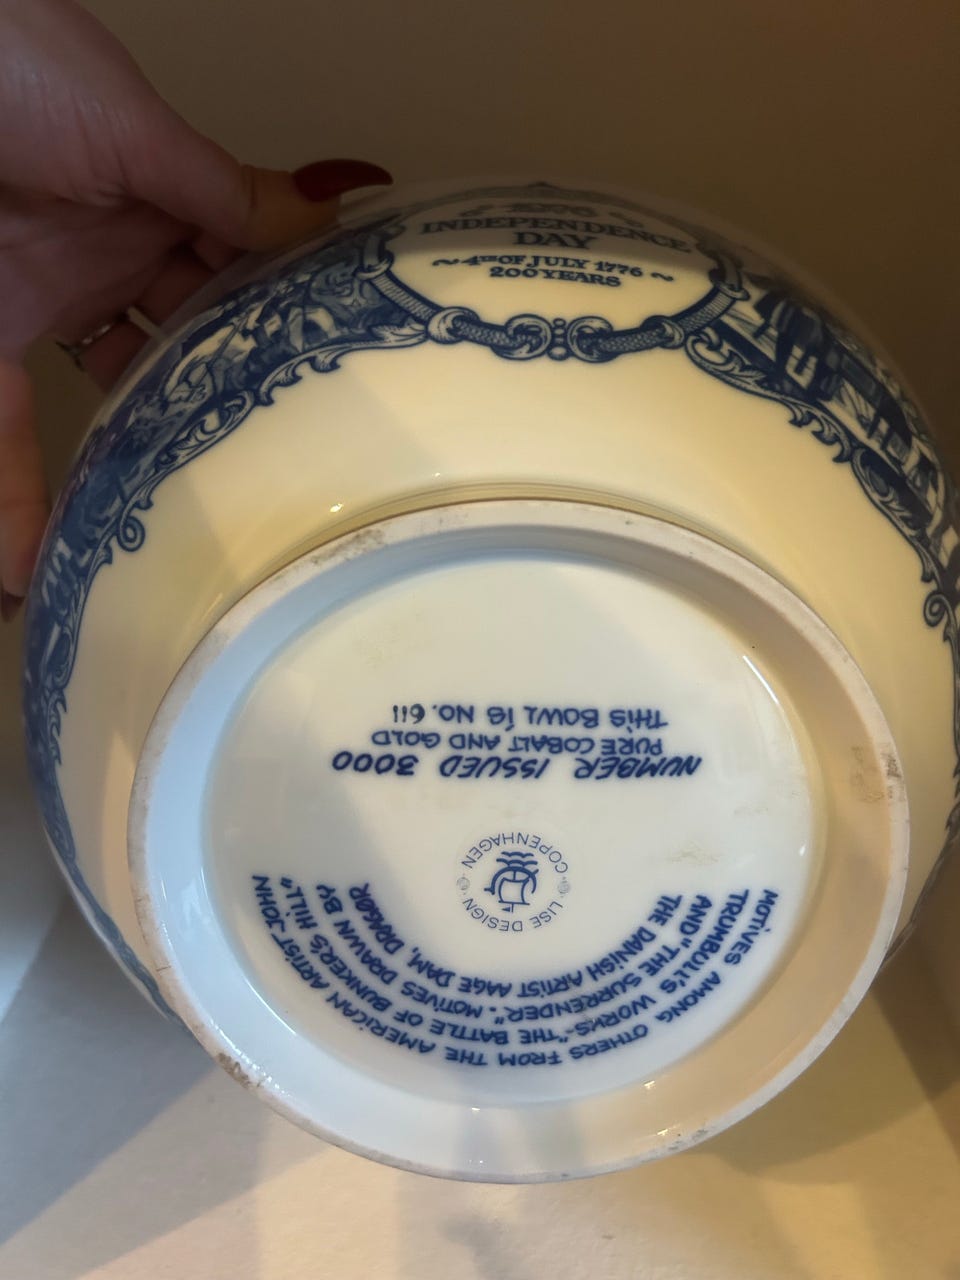 INDEPENDENCE
DAY
~ 4TH OF JULY 1776 ~
200 YEARS
MOTIVES AMONG OTHERS FROM THE AMERICAN ARTIST JOHN
TRUMBULL'S WORKS-"THE BATTLE OF BUNKER'S HILL"
AND "THE SURRENDER". MOTIVES DRAWN BY
THE DANISH ARTIST AAGE DAM, DRAGØR
LISE DESIGN
COPENHAGEN
NUMBER ISSUED 3000
PURE COBALT AND GOLD
THIS BOWL IS NO. 611